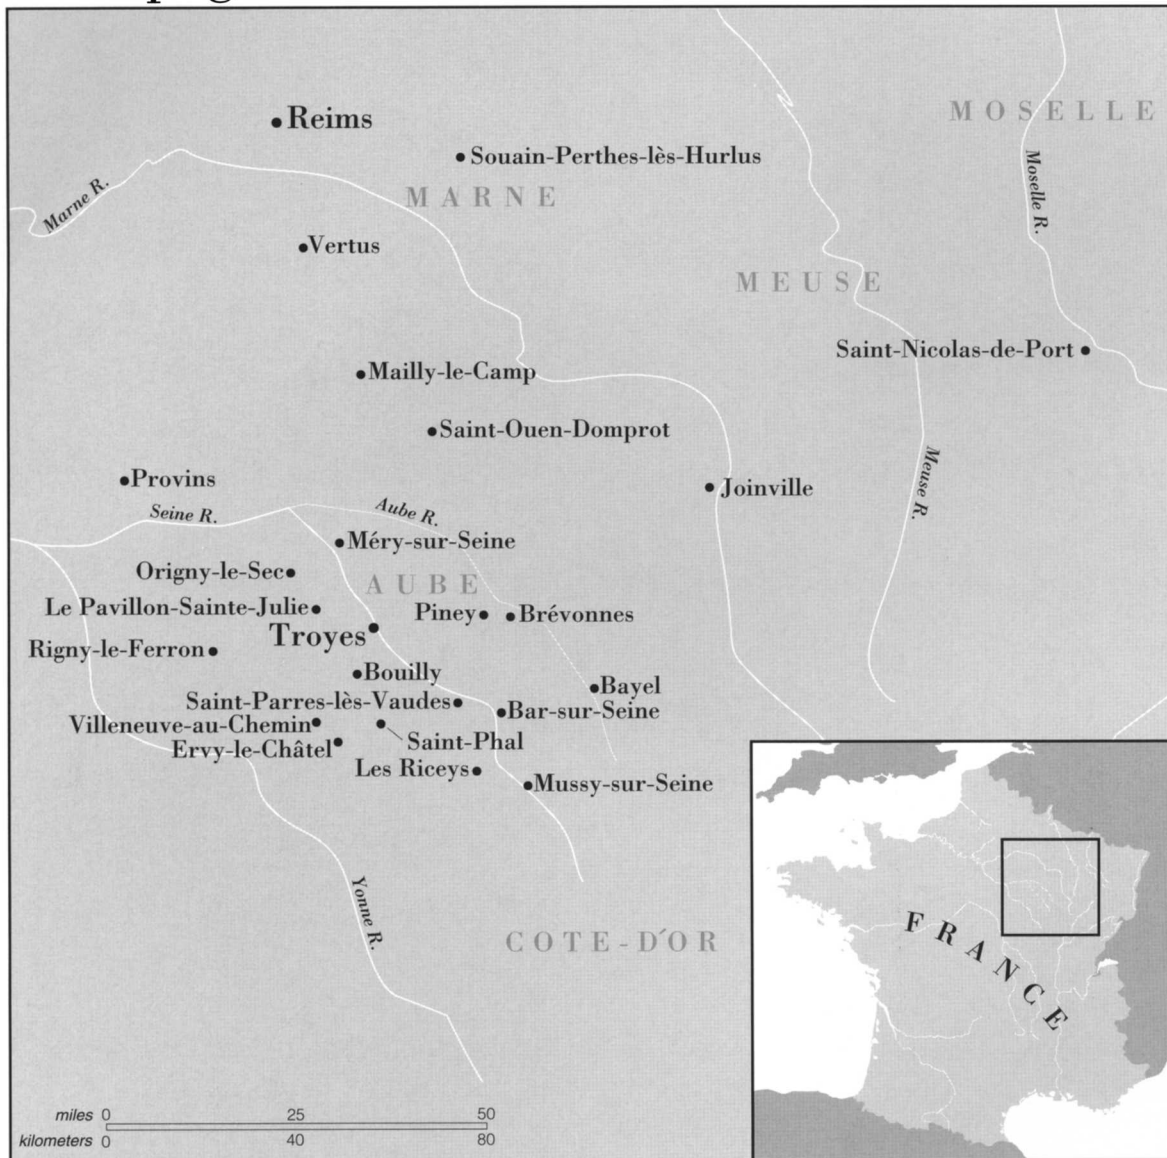 Reims
Souain-Perthes-lès-Hurlus
MOSELLE
Moselle R.
Marne R.
MARNE
Vertus
MEUSE
Saint-Nicolas-de-Port
Mailly-le-Camp
Saint-Ouen-Domprot
Provins
Joinville
Meuse R.
Seine R.
Aube R.
Méry-sur-Seine
Origny-le-Sec
AUBE
Le Pavillon-Sainte-Julie
Piney
Brévonnes
Troyes
Rigny-le-Ferron
Bouilly
Bayel
Saint-Parres-lès-Vaudes
Bar-sur-Seine
Villeneuve-au-Chemin
Saint-Phal
Ervy-le-Châtel
Les Riceys
Mussy-sur-Seine
Yonne R.
COTE-D'OR
FRANCE
miles 0 25 50
kilometers 0 40 80